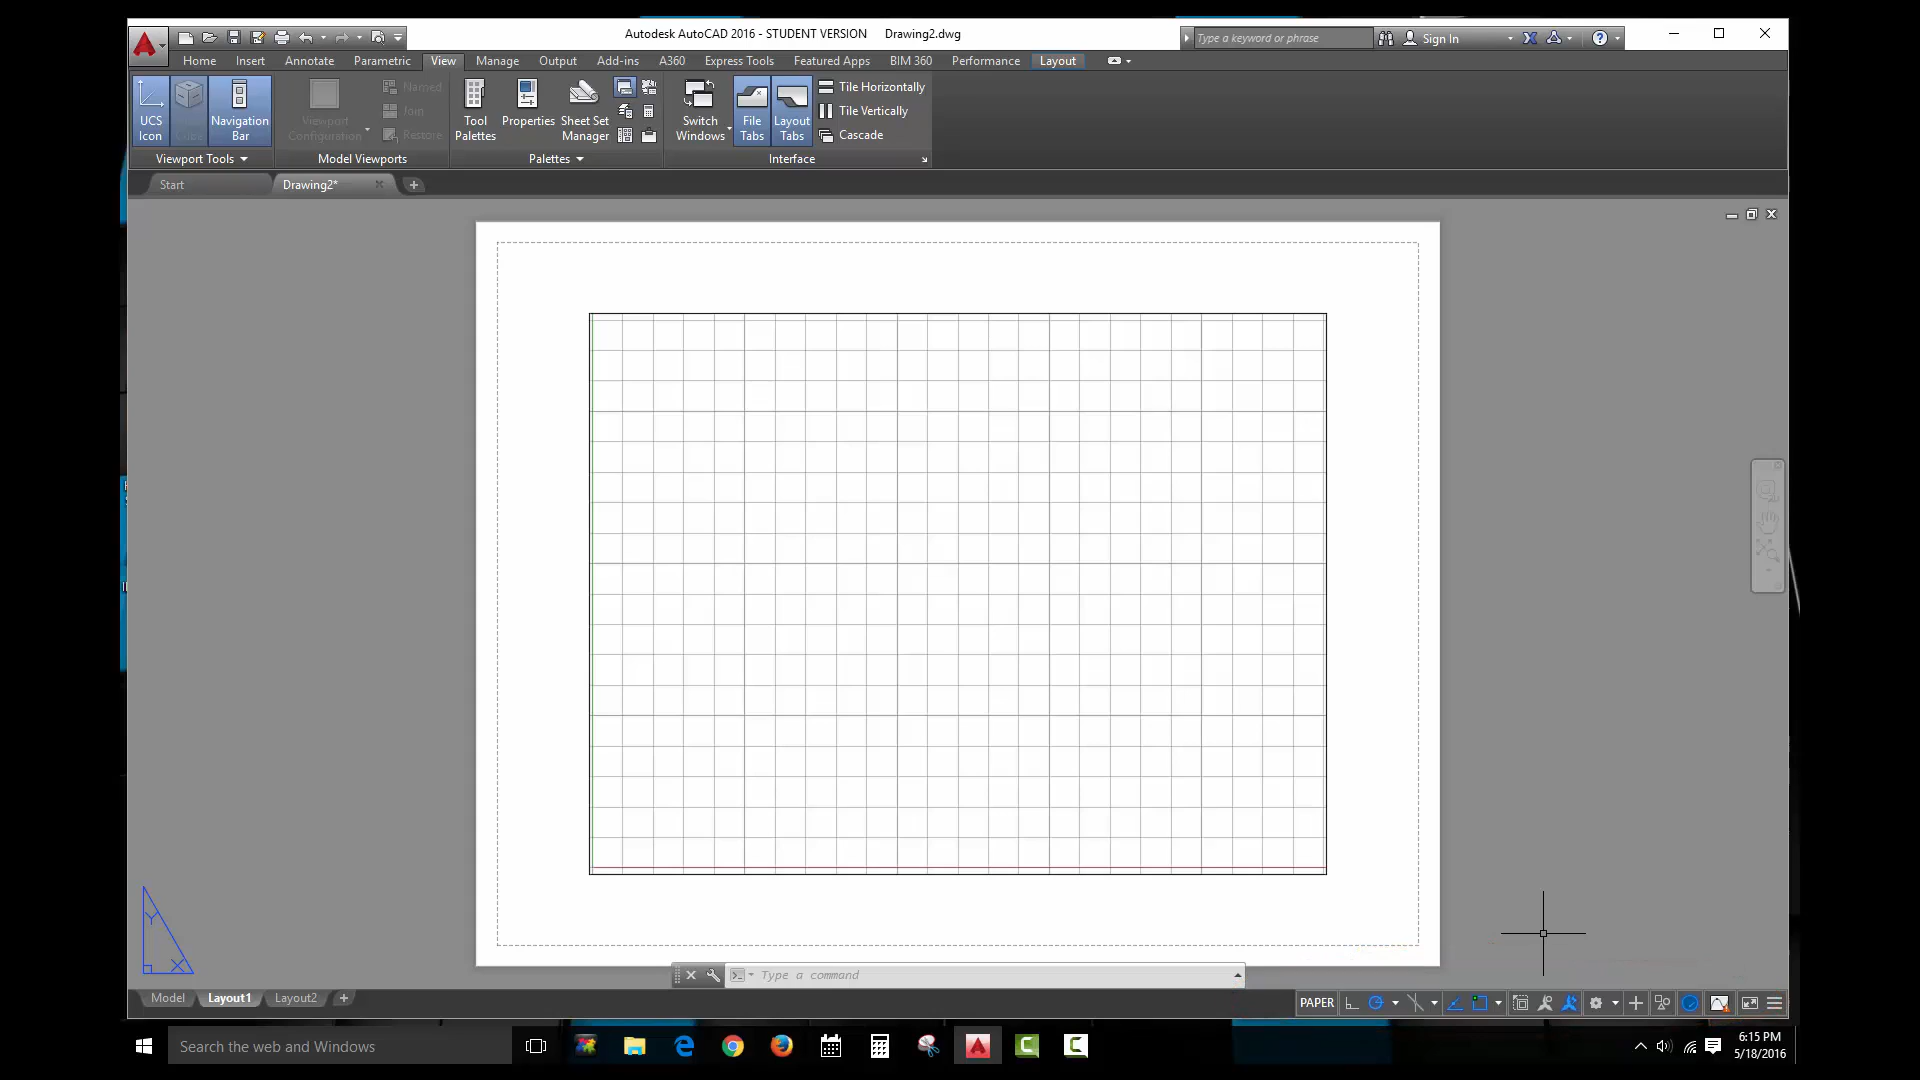 Autodesk AutoCAD 2016 - STUDENT VERSION Drawing2.dwg
Type a keyword or phrase
Sign In
Home Insert Annotate Parametric View Manage Output Add-ins A360 Express Tools Featured Apps BIM 360 Performance Layout
UCS Icon
Navigation Bar
Viewport Configuration
Named
Join
Restore
Tool Palettes
Properties
Sheet Set Manager
Switch Windows
File Tabs
Layout Tabs
Tile Horizontally
Tile Vertically
Cascade
Viewport Tools Model Viewports Palettes Interface
Start Drawing2*
Y
X
Type a command
Model Layout1 Layout2
PAPER
Search the web and Windows
6:15 PM
5/18/2016